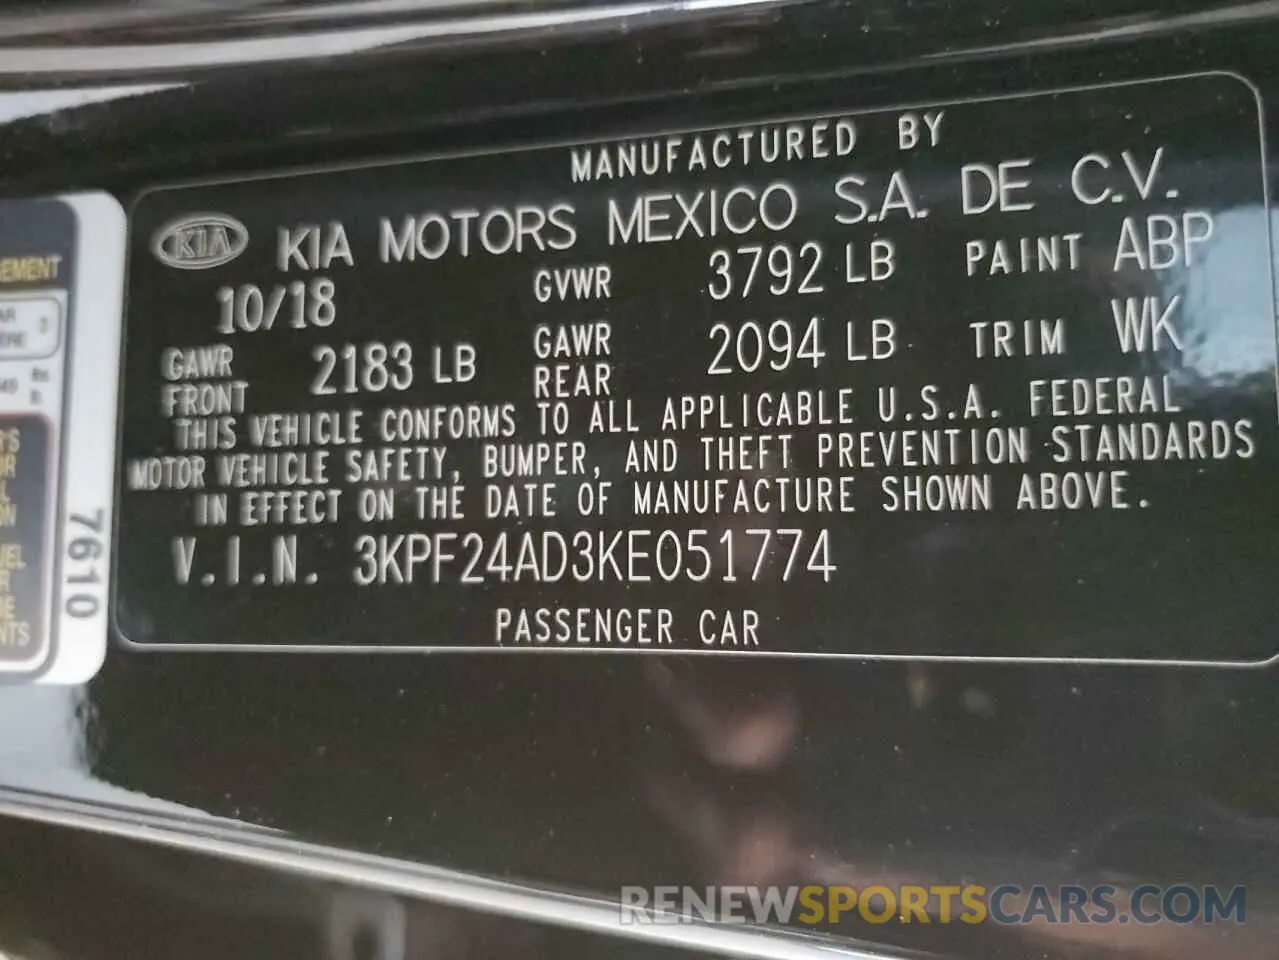 MANUFACTURED BY
KIA KIA MOTORS MEXICO S.A. DE C.V.
10/18 GVWR 3792 LB PAINT ABP
GAWR FRONT 2183 LB GAWR REAR 2094 LB TRIM WK
THIS VEHICLE CONFORMS TO ALL APPLICABLE U.S.A. FEDERAL
MOTOR VEHICLE SAFETY, BUMPER, AND THEFT PREVENTION STANDARDS
IN EFFECT ON THE DATE OF MANUFACTURE SHOWN ABOVE.
V.I.N. 3KPF24AD3KE051774
PASSENGER CAR
7610
RENEWSPORTSCARS.COM